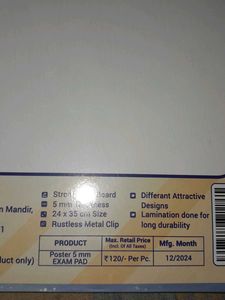 Board
5 mm Thickness
24 x 35 cm Size
Rustless Metal Clip
Differant Attractive
Designs
Lamination done for
long durability
n Mandir,
1
duct only)
PRODUCT
Max. Retail Price
(Incl. Of All Taxes)
Mfg. Month
Poster 5 mm
EXAM PAD
₹120/- Per Pc.
12/2024